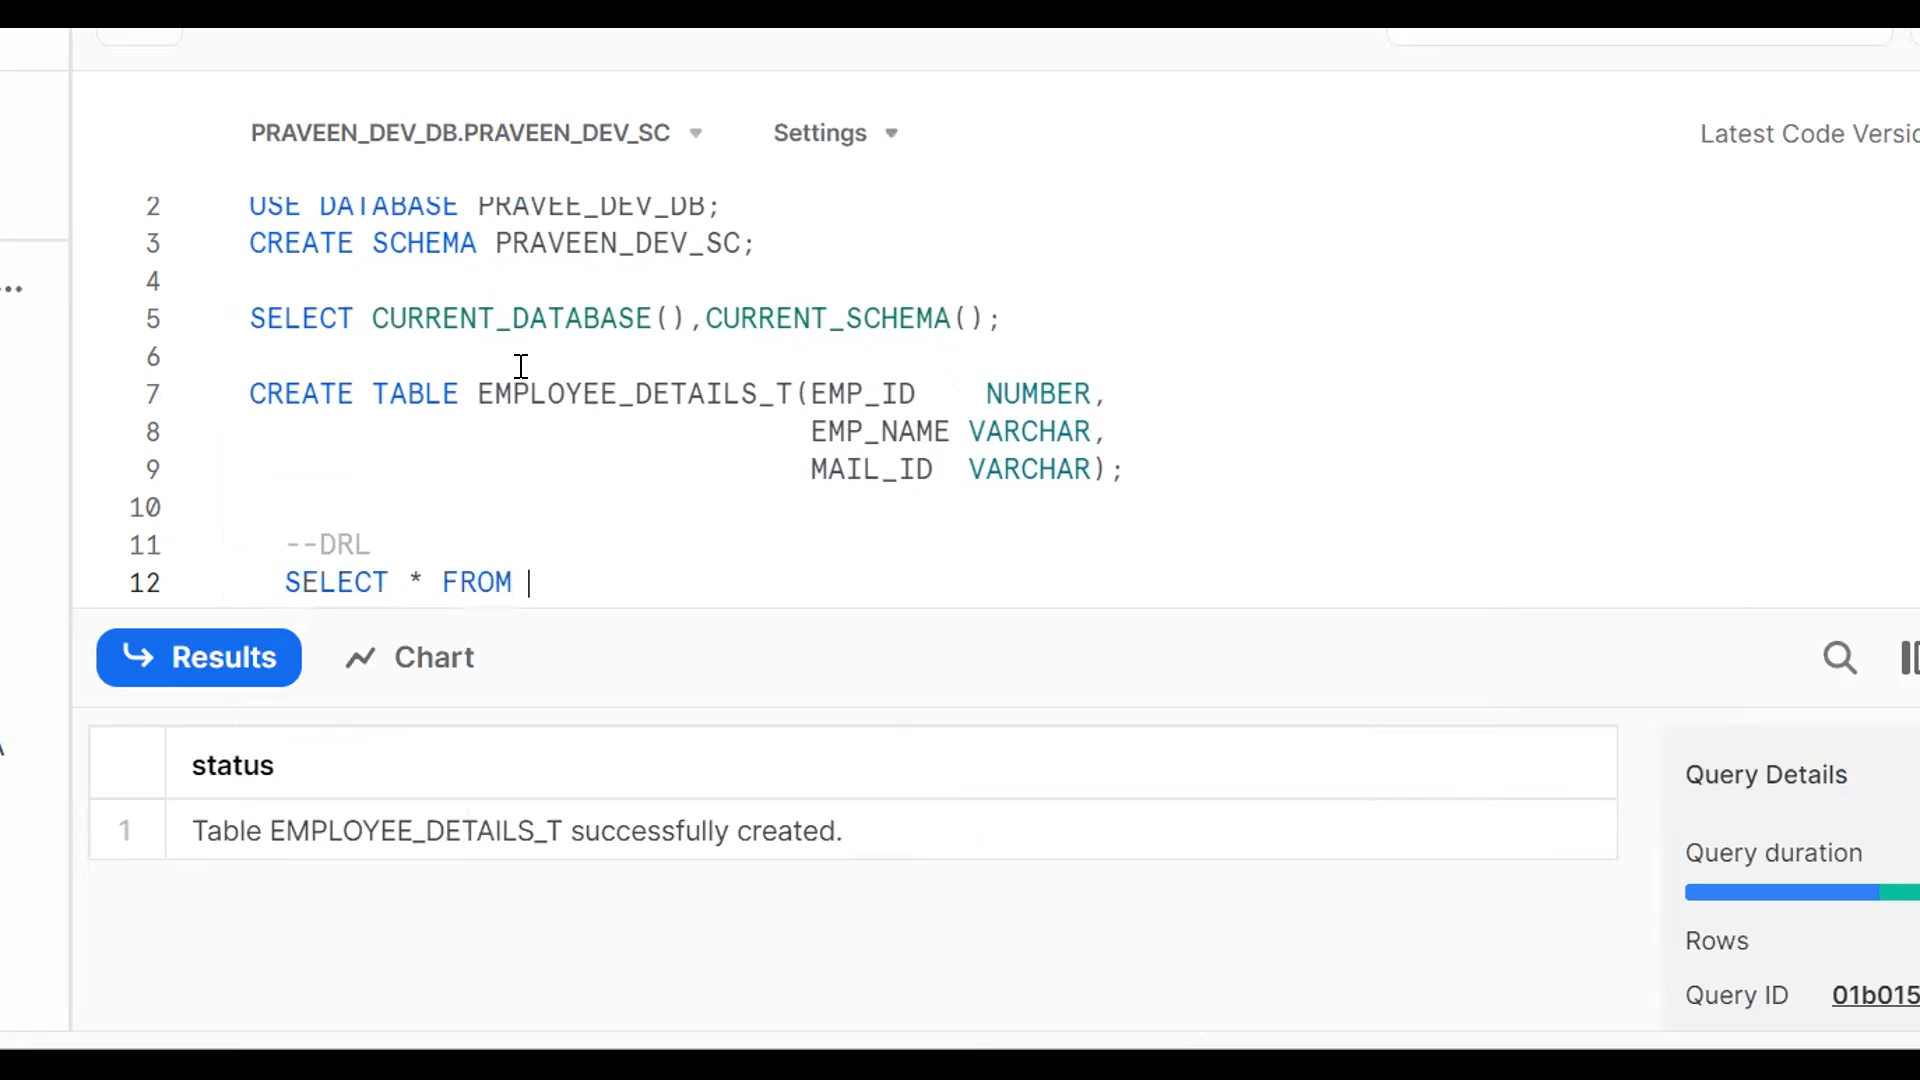 PRAVEEN_DEV_DB.PRAVEEN_DEV_SC Settings Latest Code
2 USE DATABASE PRAVEE_DEV_DB;
3 CREATE SCHEMA PRAVEEN_DEV_SC;
4
5 SELECT CURRENT_DATABASE(),CURRENT_SCHEMA();
6
7 CREATE TABLE EMPLOYEE_DETAILS_T(EMP_ID NUMBER,
8 EMP_NAME VARCHAR,
9 MAIL_ID VARCHAR);
10
11 --DRL
12 SELECT * FROM
Results Chart
status
1 Table EMPLOYEE_DETAILS_T successfully created.
Query Details
Query duration
Rows
Query ID 01b015